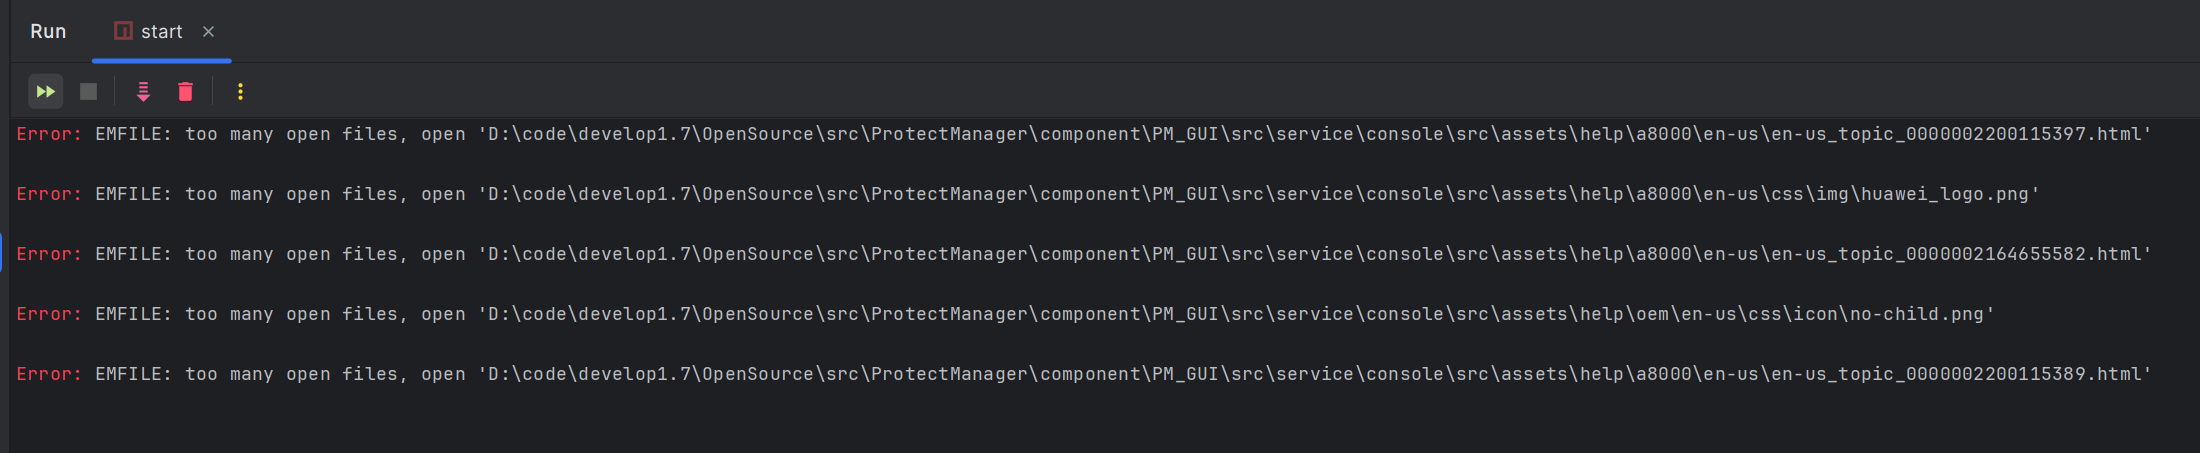 Run start
Error: EMFILE: too many open files, open 'D:\code\develop1.7\OpenSource\src\ProtectManager\component\PM_GUI\src\service\console\src\assets\help\a8000\en-us\en-us_topic_0000002200115397.html'
Error: EMFILE: too many open files, open 'D:\code\develop1.7\OpenSource\src\ProtectManager\component\PM_GUI\src\service\console\src\assets\help\a8000\en-us\css\img\huawei_logo.png'
Error: EMFILE: too many open files, open 'D:\code\develop1.7\OpenSource\src\ProtectManager\component\PM_GUI\src\service\console\src\assets\help\a8000\en-us\en-us_topic_0000002164655582.html'
Error: EMFILE: too many open files, open 'D:\code\develop1.7\OpenSource\src\ProtectManager\component\PM_GUI\src\service\console\src\assets\help\oem\en-us\css\icon\no-child.png'
Error: EMFILE: too many open files, open 'D:\code\develop1.7\OpenSource\src\ProtectManager\component\PM_GUI\src\service\console\src\assets\help\a8000\en-us\en-us_topic_0000002200115389.html'